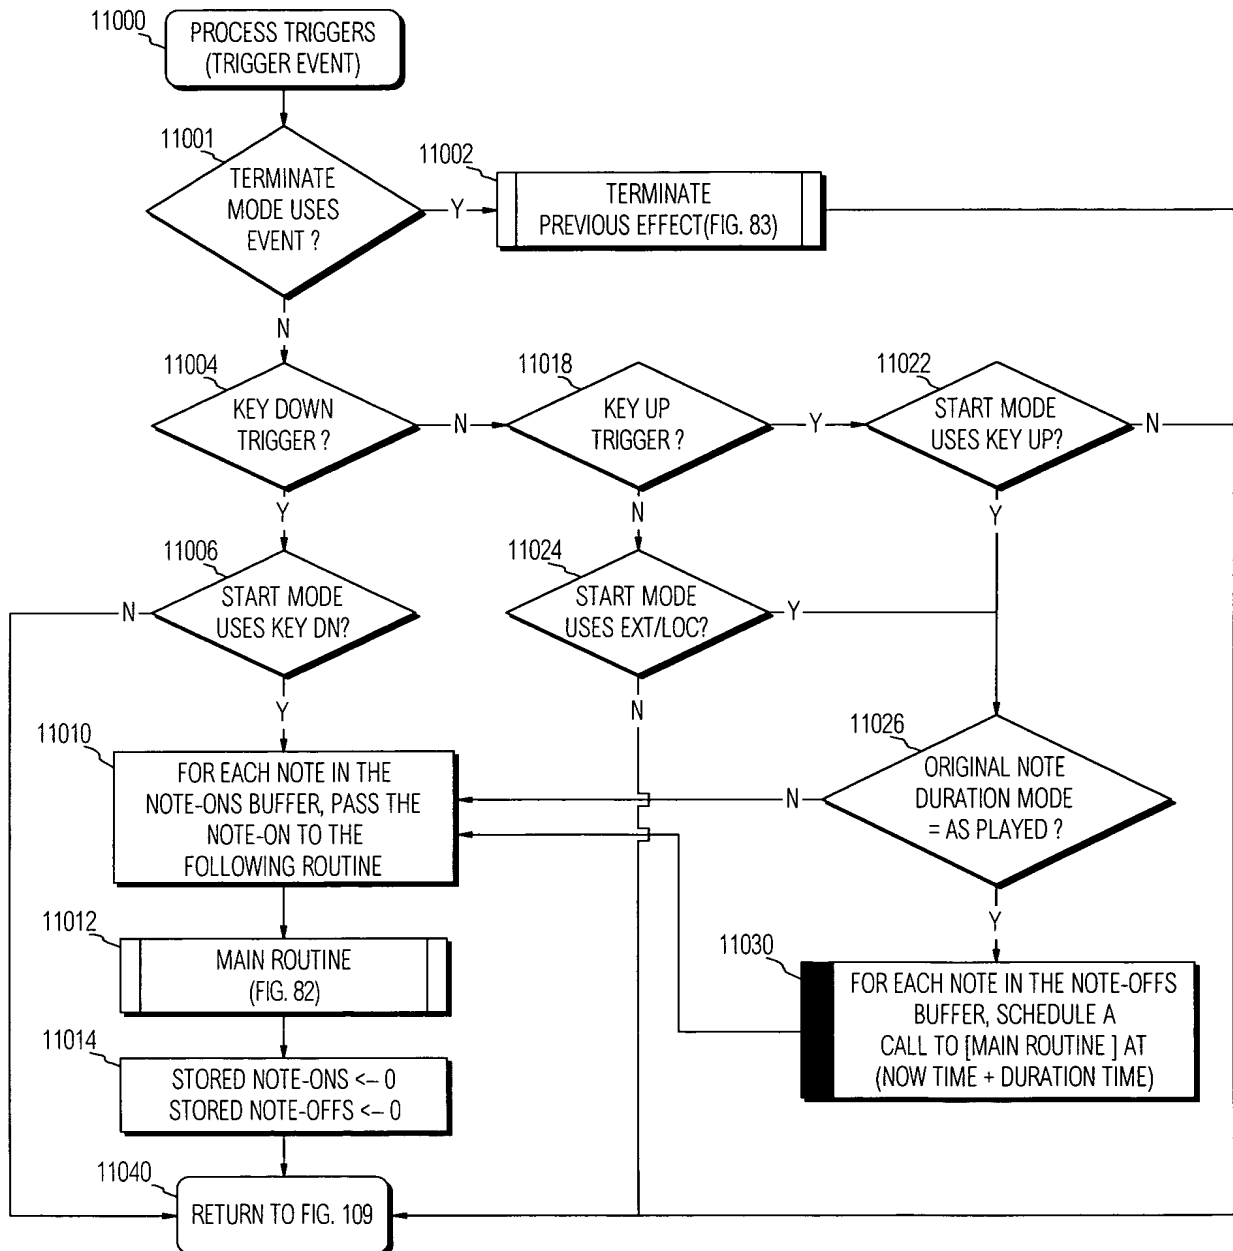 11000
PROCESS TRIGGERS
(TRIGGER EVENT)
11001
TERMINATE
MODE USES
EVENT ?
Y
11002
TERMINATE
PREVIOUS EFFECT(FIG. 83)
N
11004
KEY DOWN
TRIGGER ?
N
11018
KEY UP
TRIGGER ?
Y
11022
START MODE
USES KEY UP?
N
Y
N
Y
11006
START MODE
USES KEY DN?
N
11024
START MODE
USES EXT/LOC?
Y
Y
N
11010
FOR EACH NOTE IN THE
NOTE-ONS BUFFER, PASS THE
NOTE-ON TO THE
FOLLOWING ROUTINE
11026
ORIGINAL NOTE
DURATION MODE
= AS PLAYED ?
N
Y
11012
MAIN ROUTINE
(FIG. 82)
11030
FOR EACH NOTE IN THE NOTE-OFFS
BUFFER, SCHEDULE A
CALL TO [MAIN ROUTINE ] AT
(NOW TIME + DURATION TIME)
11014
STORED NOTE-ONS <– 0
STORED NOTE-OFFS <– 0
11040
RETURN TO FIG. 109